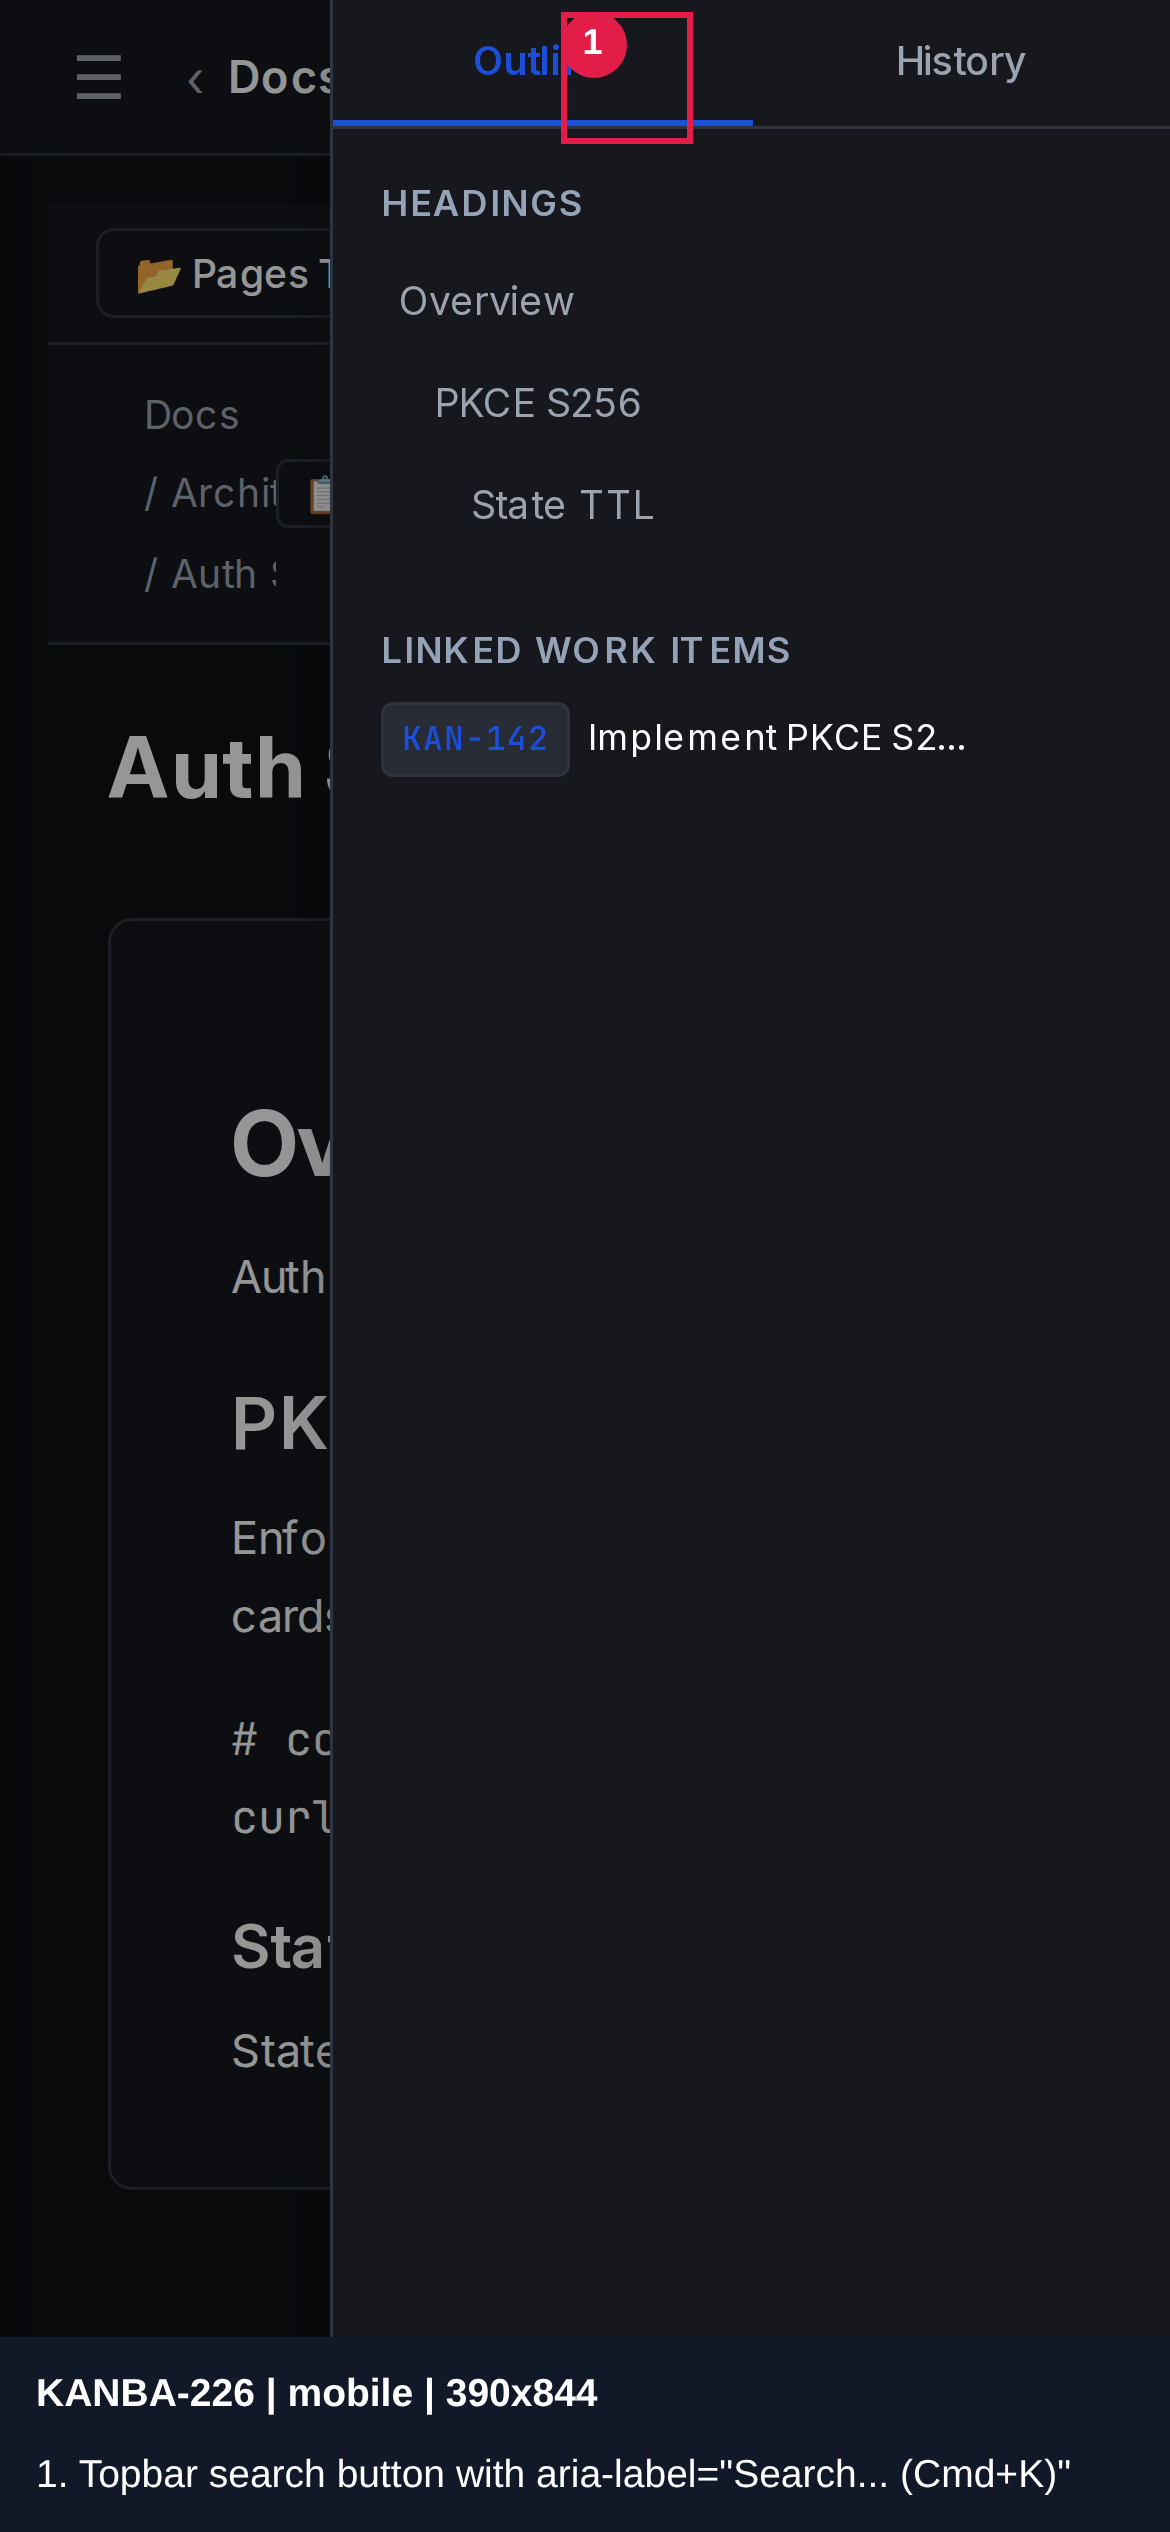 ☰ ‹ Docs
Outli
1
History
📂 Pages T
Docs
/ Archit
📋
/ Auth S
Auth S
Ov
Auth
PK
Enfo
cards
# co
curl
Stat
State
HEADINGS
Overview
PKCE S256
State TTL
LINKED WORK ITEMS
KAN-142 Implement PKCE S2...
KANBA-226 | mobile | 390x844
1. Topbar search button with aria-label="Search... (Cmd+K)"